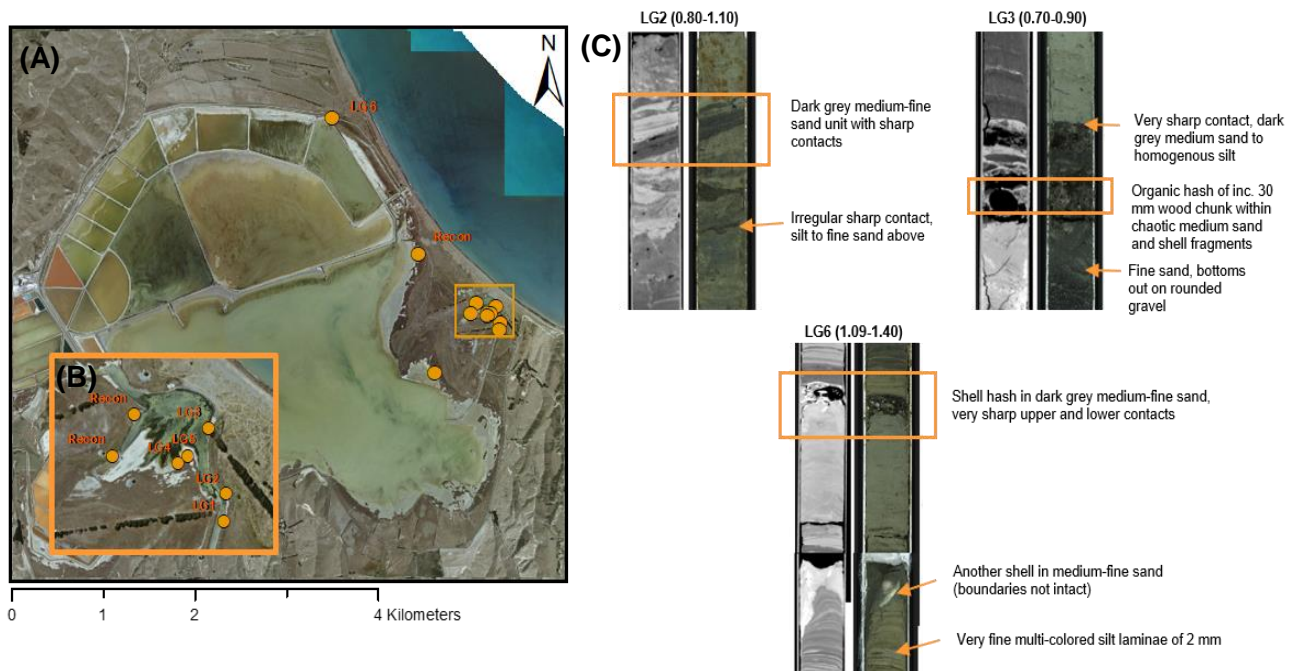 (A)
N
LG6
Recon
(B)
Recon
LG3
Recon
LG5
LG4
LG2
LG1
0 1 2 4 Kilometers
(C)
LG2 (0.80-1.10)
Dark grey medium-fine
sand unit with sharp
contacts
Irregular sharp contact,
silt to fine sand above
LG3 (0.70-0.90)
Very sharp contact, dark
grey medium sand to
homogenous silt
Organic hash of inc. 30
mm wood chunk within
chaotic medium sand
and shell fragments
Fine sand, bottoms
out on rounded
gravel
LG6 (1.09-1.40)
Shell hash in dark grey medium-fine sand,
very sharp upper and lower contacts
Another shell in medium-fine sand
(boundaries not intact)
Very fine multi-colored silt laminae of 2 mm